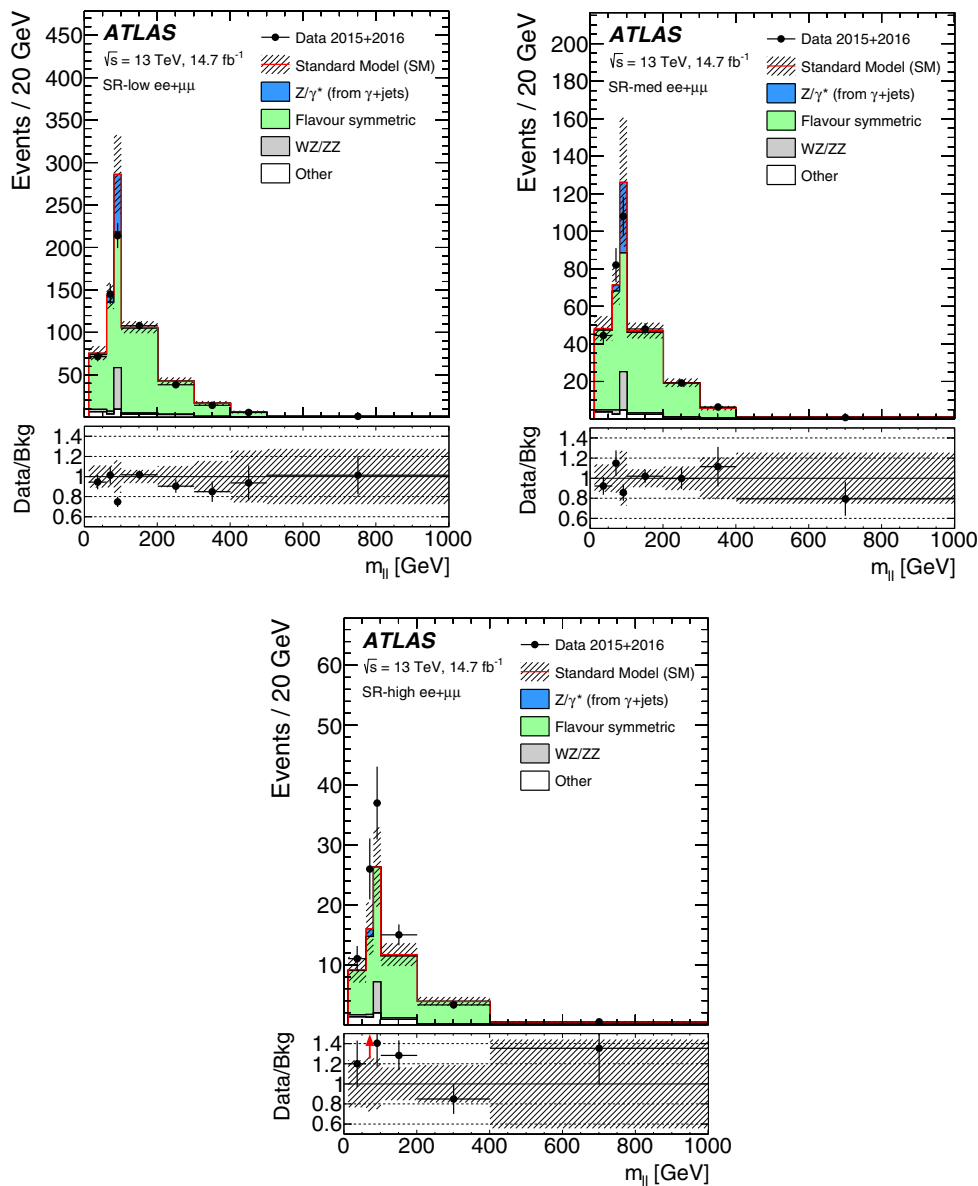 Events / 20 GeV
ATLAS
√s = 13 TeV, 14.7 fb-1
SR-low ee+μμ
Data 2015+2016
Standard Model (SM)
Z/γ* (from γ+jets)
Flavour symmetric
WZ/ZZ
Other
450
400
350
300
250
200
150
100
50
Data/Bkg
1.4
1.2
1
0.8
0.6
0 200 400 600 800 1000
mll [GeV]
Events / 20 GeV
ATLAS
√s = 13 TeV, 14.7 fb-1
SR-med ee+μμ
Data 2015+2016
Standard Model (SM)
Z/γ* (from γ+jets)
Flavour symmetric
WZ/ZZ
Other
200
180
160
140
120
100
80
60
40
20
Data/Bkg
1.4
1.2
1
0.8
0.6
0 200 400 600 800 1000
mll [GeV]
Events / 20 GeV
ATLAS
√s = 13 TeV, 14.7 fb-1
SR-high ee+μμ
Data 2015+2016
Standard Model (SM)
Z/γ* (from γ+jets)
Flavour symmetric
WZ/ZZ
Other
60
50
40
30
20
10
Data/Bkg
1.4
1.2
1
0.8
0.6
0 200 400 600 800 1000
mll [GeV]